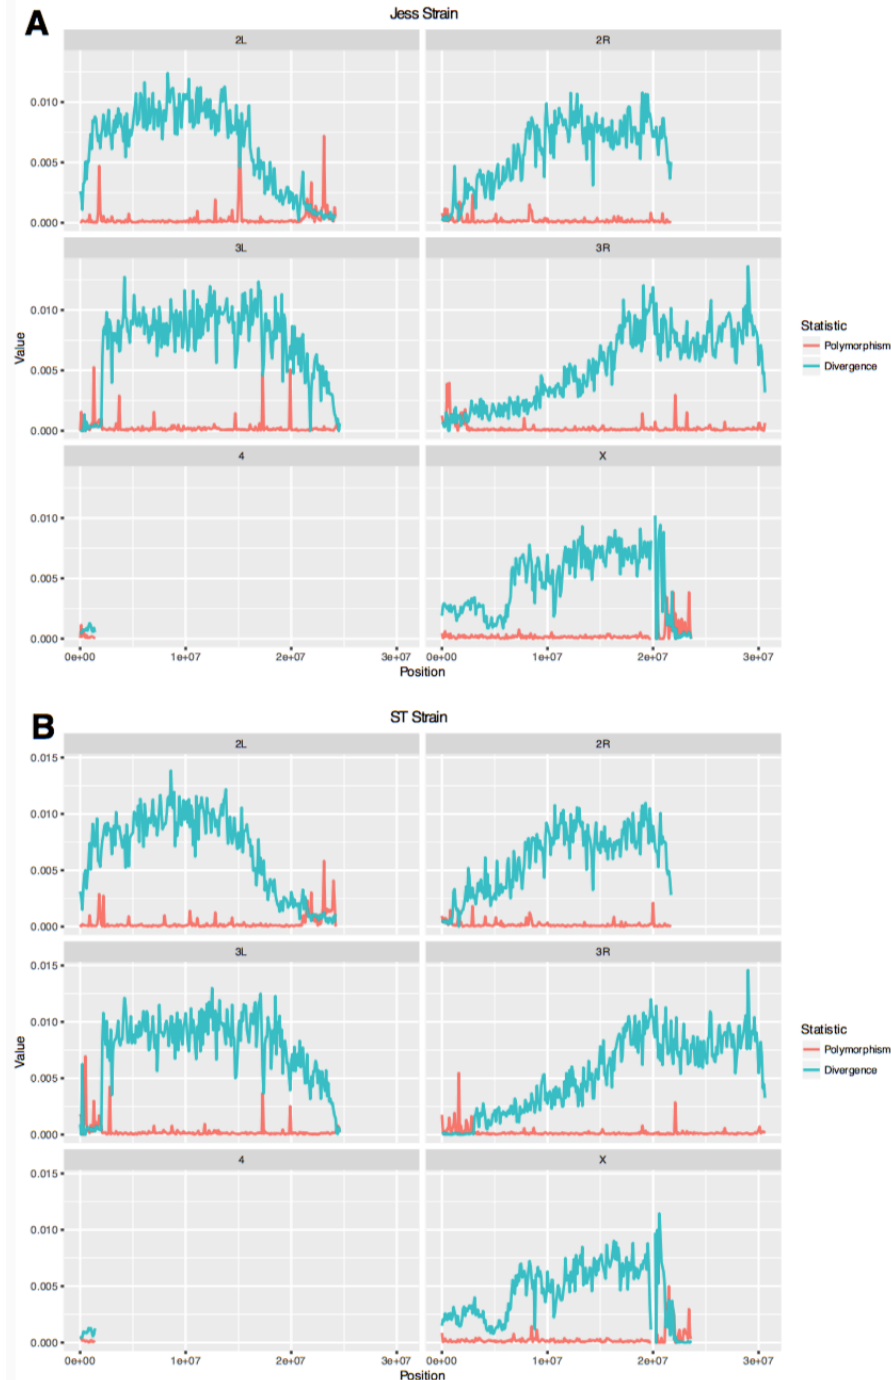 A
Jess Strain
2L
2R
0.010
0.005
0.000
3L
3R
0.010
0.005
0.000
Value
Statistic
Polymorphism
Divergence
4
X
0.010
0.005
0.000
0e+00
1e+07
2e+07
3e+07
0e+00
1e+07
2e+07
3e+07
Position
B
ST Strain
2L
2R
0.015
0.010
0.005
0.000
3L
3R
0.015
0.010
0.005
0.000
Value
Statistic
Polymorphism
Divergence
4
X
0.015
0.010
0.005
0.000
0e+00
1e+07
2e+07
3e+07
0e+00
1e+07
2e+07
3e+07
Position